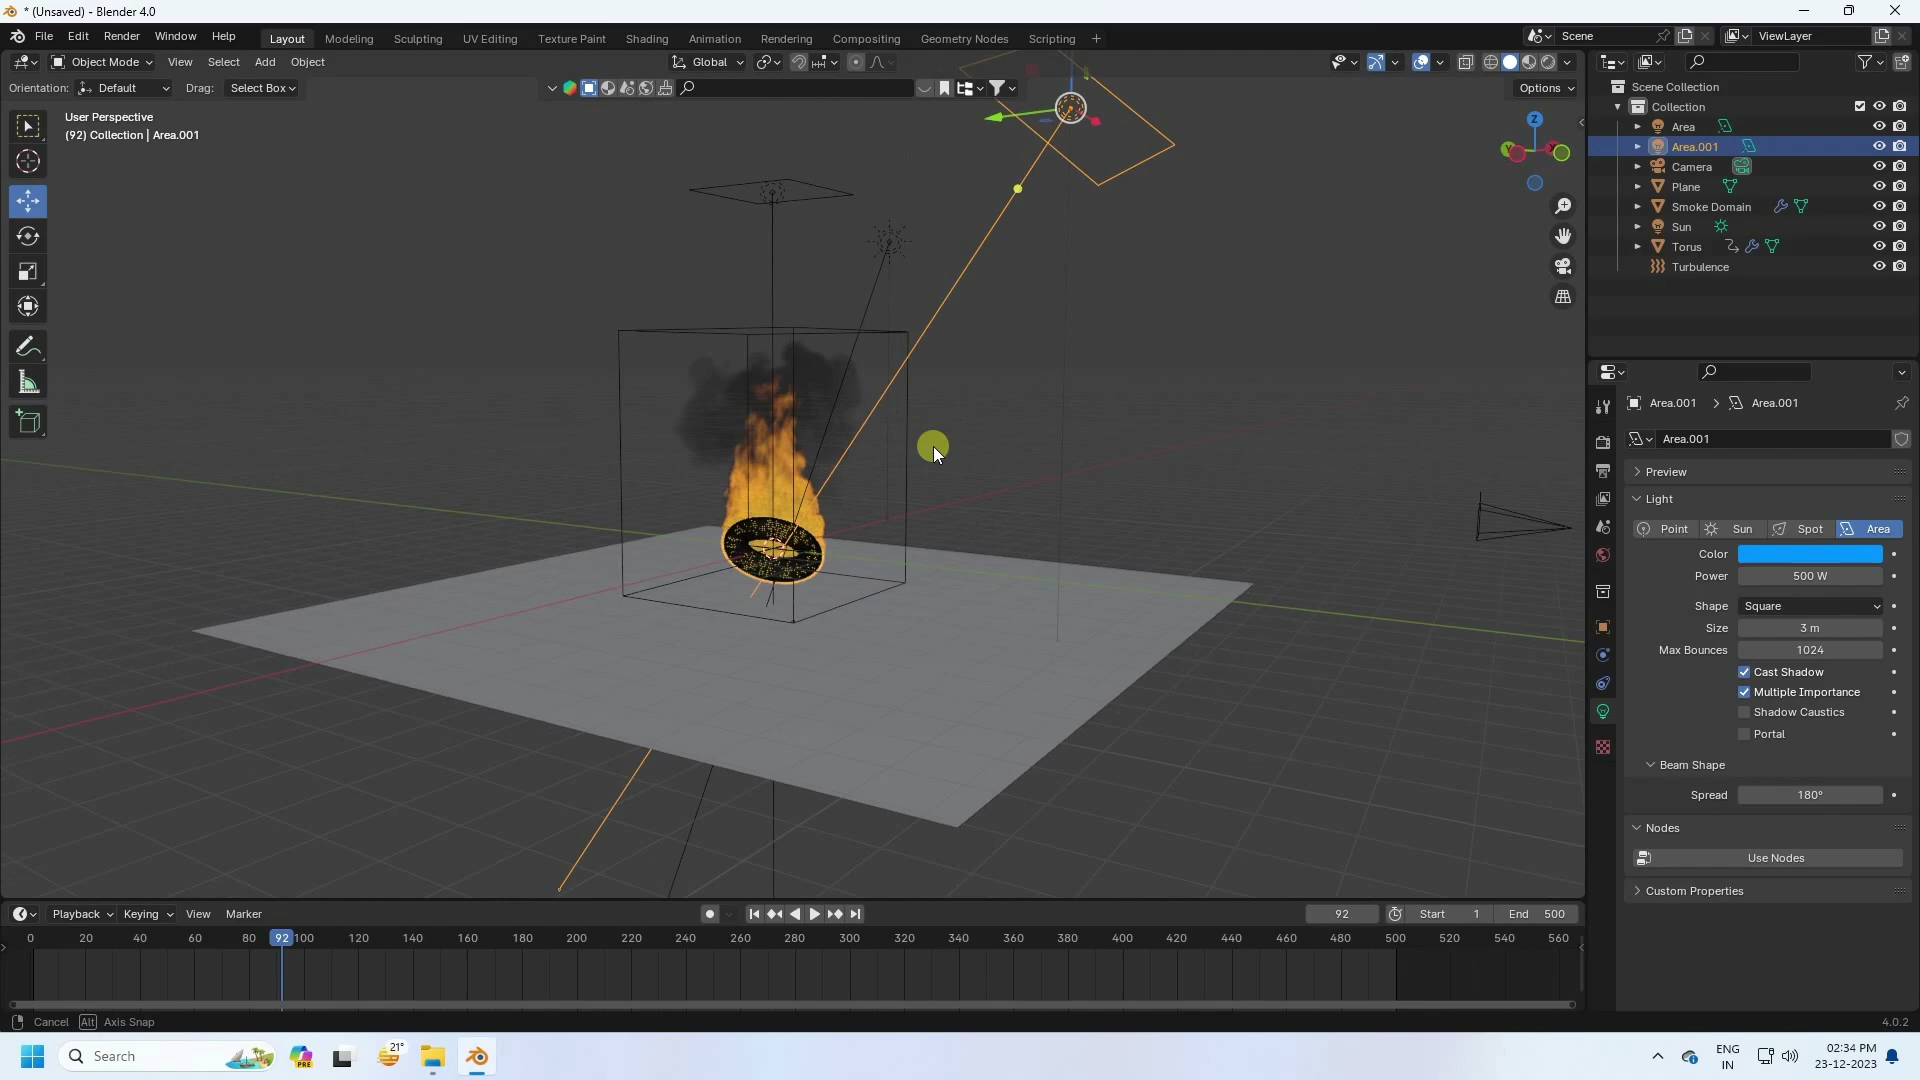 * (Unsaved) - Blender 4.0
File Edit Render Window Help Layout Modeling Sculpting UV Editing Texture Paint Shading Animation Rendering Compositing Geometry Nodes Scripting + Scene ViewLayer
Object Mode View Select Add Object Global
Orientation: Default Drag: Select Box Options
User Perspective
(92) Collection | Area.001
Z
Y
X
Scene Collection
Collection
Area
Area.001
Camera
Plane
Smoke Domain
Sun
Torus
Turbulence
Area.001 > Area.001
Area.001
Preview
Light
Point Sun Spot Area
Color
Power 500 W
Shape Square
Size 3 m
Max Bounces 1024
Cast Shadow
Multiple Importance
Shadow Caustics
Portal
Beam Shape
Spread 180°
Nodes
Use Nodes
Custom Properties
Playback Keying View Marker 92 Start 1 End 500
0 20 40 60 80 92 100 120 140 160 180 200 220 240 260 280 300 320 340 360 380 400 420 440 460 480 500 520 540 560
Cancel Alt Axis Snap 4.0.2
Search PRE 21° ENG IN 02:34 PM 23-12-2023